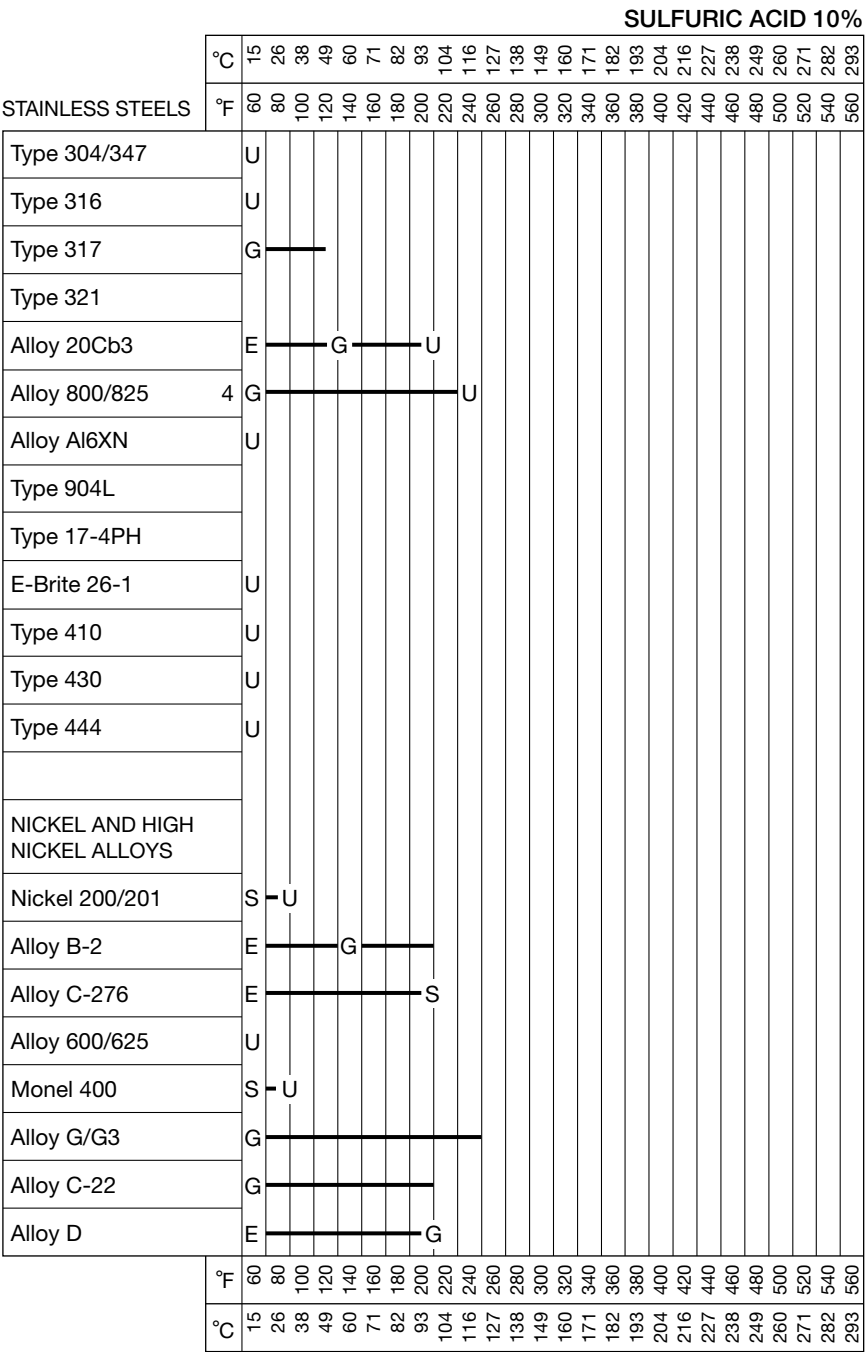 SULFURIC ACID 10%
°C 15 26 38 49 60 71 82 93 104 116 127 138 149 160 171 182 193 204 216 227 238 249 260 271 282 293
STAINLESS STEELS °F 60 80 100 120 140 160 180 200 220 240 260 280 300 320 340 360 380 400 420 440 460 480 500 520 540 560
Type 304/347 U
Type 316 U
Type 317 G
Type 321
Alloy 20Cb3 E G U
Alloy 800/825 4 G U
Alloy Al6XN U
Type 904L
Type 17-4PH
E-Brite 26-1 U
Type 410 U
Type 430 U
Type 444 U
NICKEL AND HIGH
NICKEL ALLOYS
Nickel 200/201 S U
Alloy B-2 E G
Alloy C-276 E S
Alloy 600/625 U
Monel 400 S U
Alloy G/G3 G
Alloy C-22 G
Alloy D E G
°F 60 80 100 120 140 160 180 200 220 240 260 280 300 320 340 360 380 400 420 440 460 480 500 520 540 560
°C 15 26 38 49 60 71 82 93 104 116 127 138 149 160 171 182 193 204 216 227 238 249 260 271 282 293